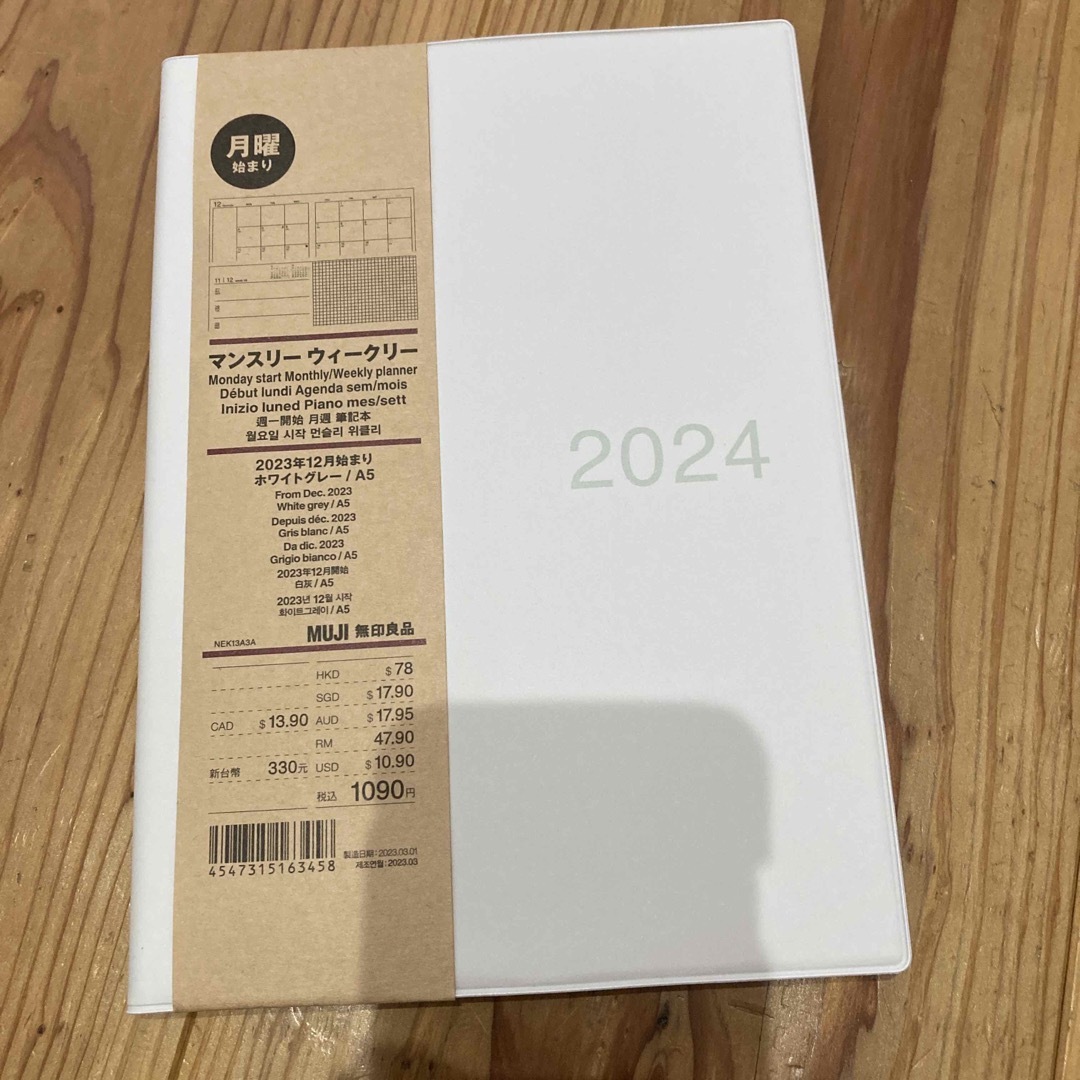 月曜
始まり
12
11 | 12
マンスリー ウィークリー
Monday start Monthly/Weekly planner
Début lundi Agenda sem/mois
Inizio luned Piano mes/sett
週一開始 月週 筆記本
월요일 시작 먼슬리 위클리
2023年12月始まり
ホワイトグレー / A5
From Dec. 2023
White grey / A5
Depuis déc. 2023
Gris blanc / A5
Da dic. 2023
Grigio bianco / A5
2023年12月開始
白灰 / A5
2023년 12월 시작
화이트그레이 / A5
NEK13A3A MUJI 無印良品
HKD $ 78
SGD $ 17.90
CAD $ 13.90 AUD $ 17.95
RM 47.90
新台幣 330元 USD $ 10.90
税込 1090円
4547315163458
製造日期：2023.03.01
제조연월：2023.03
2024